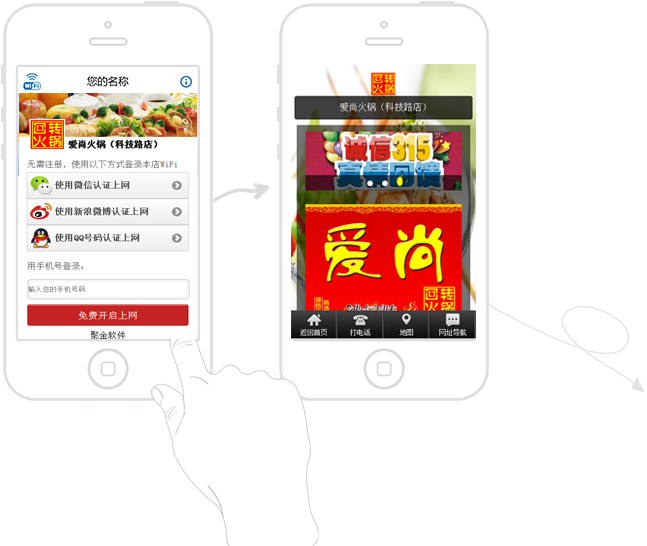 WiFi
您的名称
回转
火锅
爱尚火锅（科技路店）
无需注册，使用以下方式登录本店WiFi
使用微信认证上网
使用新浪微博认证上网
使用QQ号码认证上网
用手机号登录：
输入您的手机号码
免费开启上网
聚金软件
回转
火锅
爱尚火锅（科技路店）
诚信315
真情回馈
爱尚
回转
火锅
返回首页
打电话
地图
网址导航